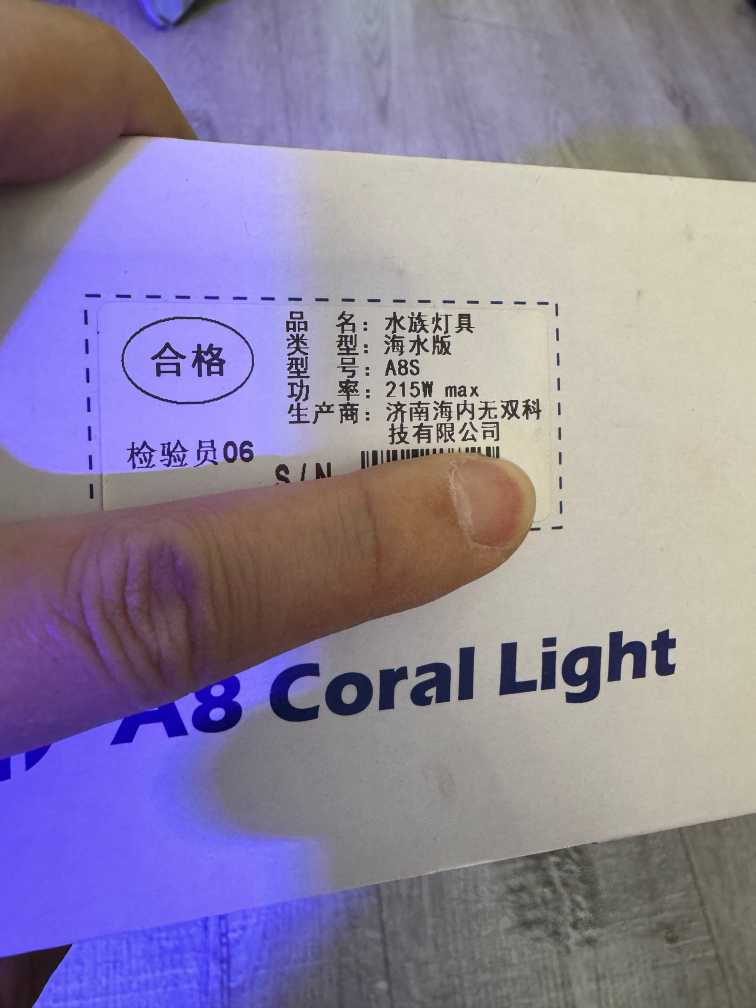 合格
检验员06
品 名：水族灯具
类 型：海水版
型 号：A8S
功 率：215W max
生产商：济南海内无双科
技有限公司
S/N
A8 Coral Light